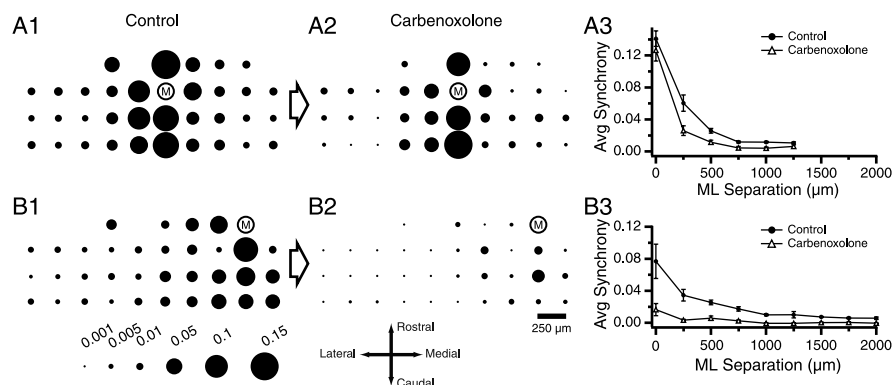 A1 Control A2 Carbenoxolone A3
M
M
Avg Synchrony
0.12
0.08
0.04
0.00
Control
Carbenoxolone
0 500 1000 1500 2000
ML Separation (µm)
B1 B2 B3
M
M
Avg Synchrony
0.12
0.08
0.04
0.00
Control
Carbenoxolone
0 500 1000 1500 2000
ML Separation (µm)
0.001 0.005 0.01 0.05 0.1 0.15
250 µm
Rostral
Lateral Medial
Caudal